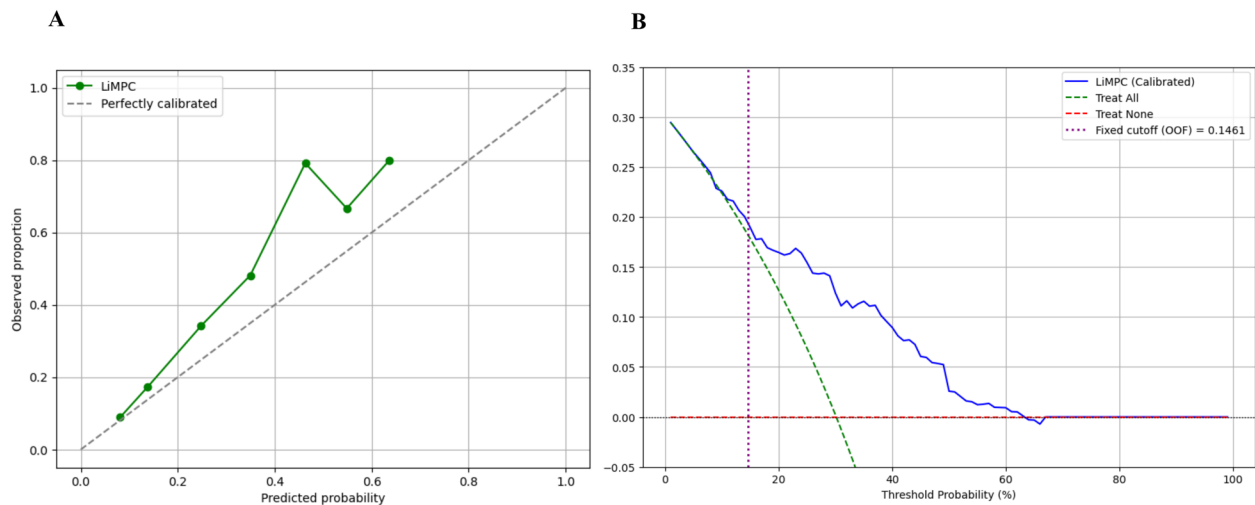 A
B
LiMPC
Perfectly calibrated
1.0
0.8
0.6
0.4
0.2
0.0
Observed proportion
0.0
0.2
0.4
0.6
0.8
1.0
Predicted probability
LiMPC (Calibrated)
Treat All
Treat None
Fixed cutoff (OOF) = 0.1461
0.35
0.30
0.25
0.20
0.15
0.10
0.05
0.00
−0.05
0
20
40
60
80
100
Threshold Probability (%)